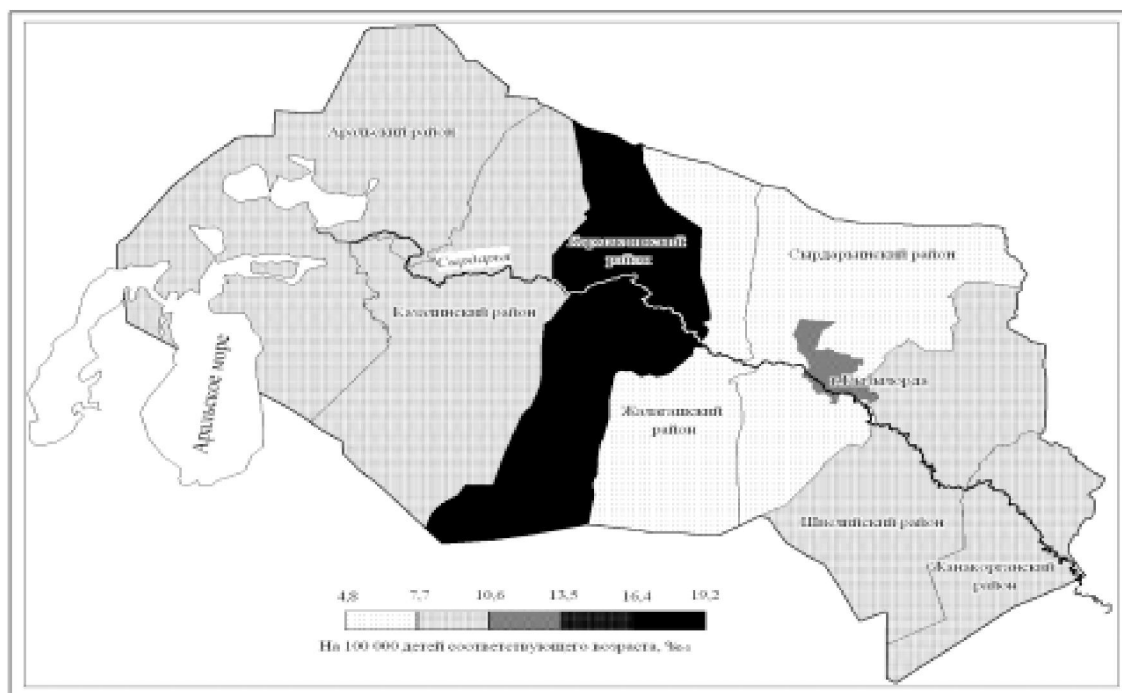 Аральский район
Сырдарья
Казалинский район
Аральское море
Кармакшинский
район
Сырдарьинский район
г.Кызылорда
Жалагашский
район
Шиелийский район
Жанакорганский
район
4,8 7,7 10,6 13,5 16,4 19,2
На 100 000 детей соответствующего возраста,